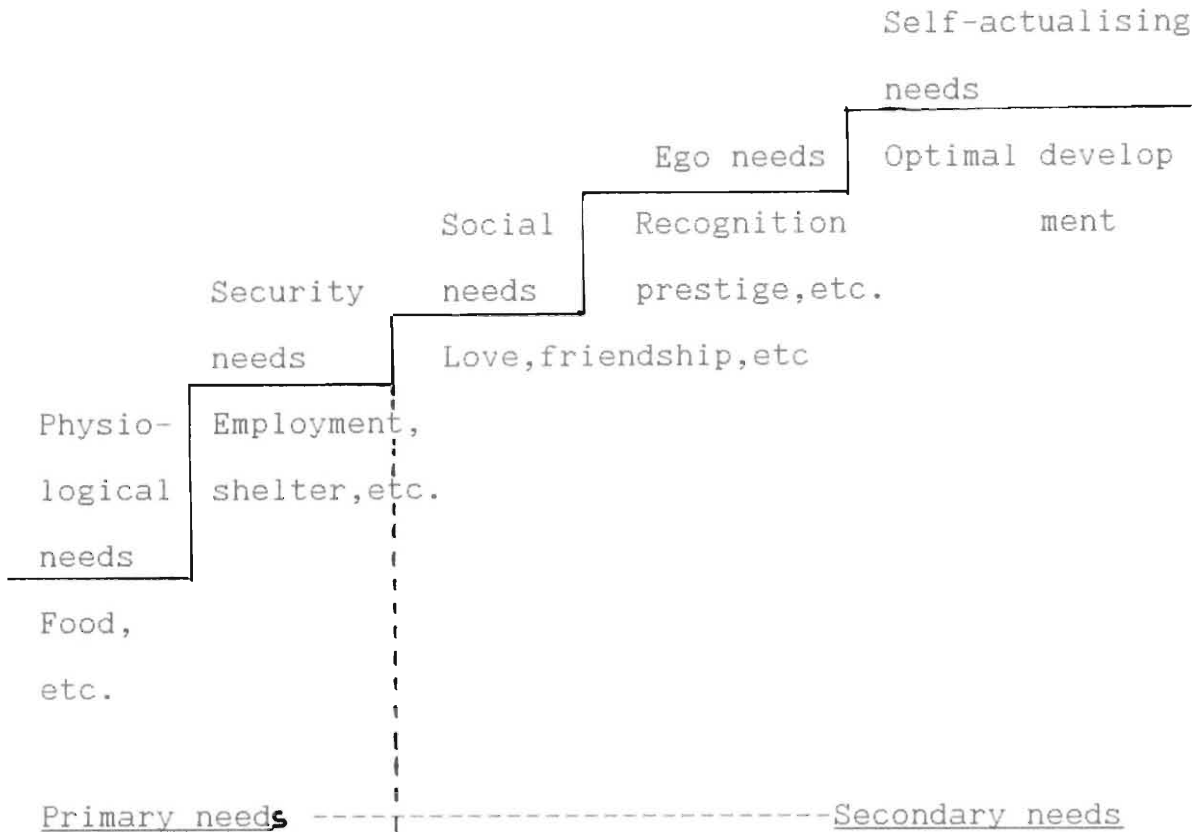 Self-actualising
needs
Ego needs
Optimal develop
ment
Social
needs
Recognition
prestige,etc.
Security
needs
Love,friendship,etc
Physio-
logical
needs
Employment,
shelter,etc.
Food,
etc.
Primary needs ----------------------------Secondary needs